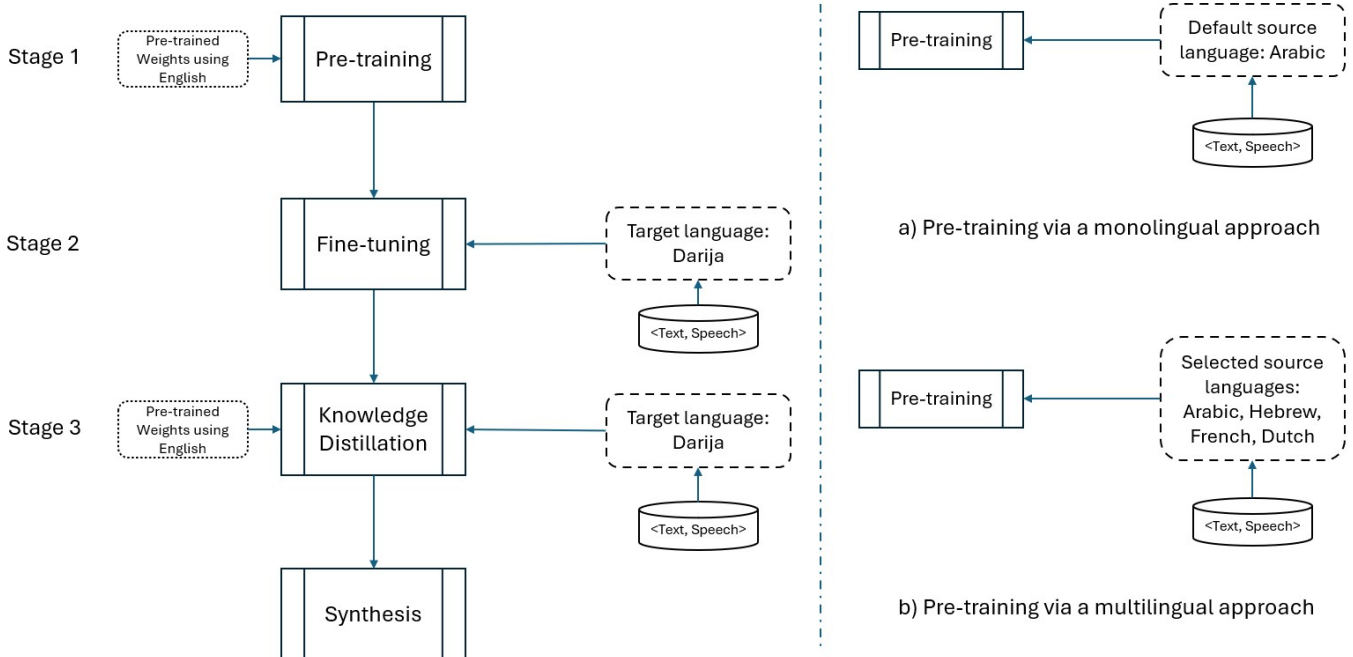 Stage 1
Pre-trained
Weights using
English
Pre-training
Stage 2
Fine-tuning
Target language:
Darija
<Text, Speech>
Stage 3
Pre-trained
Weights using
English
Knowledge
Distillation
Target language:
Darija
<Text, Speech>
Synthesis
Pre-training
Default source
language: Arabic
<Text, Speech>
a) Pre-training via a monolingual approach
Pre-training
Selected source
languages:
Arabic, Hebrew,
French, Dutch
<Text, Speech>
b) Pre-training via a multilingual approach